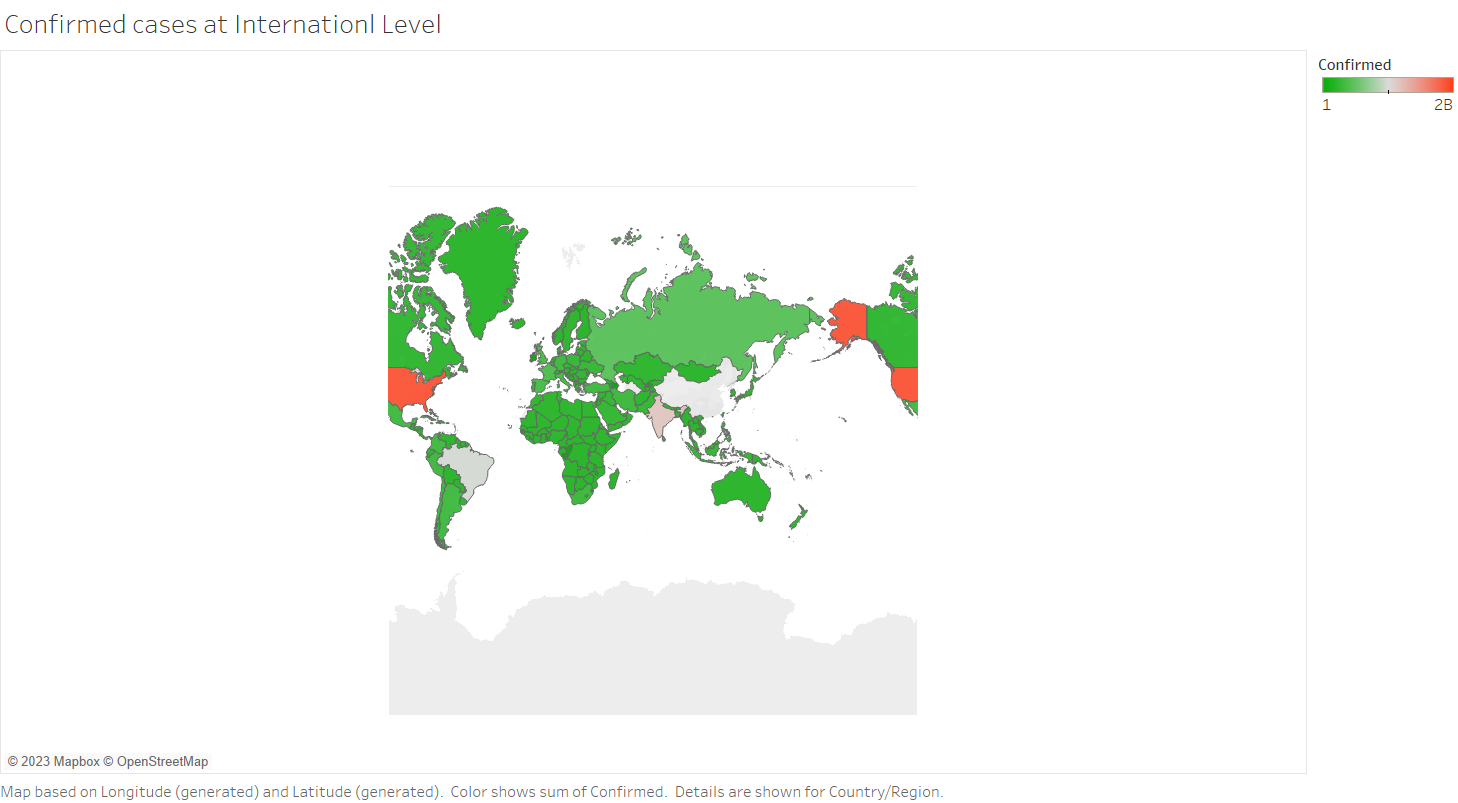 Confirmed cases at Internationl Level
Confirmed
1 2B
© 2023 Mapbox © OpenStreetMap
Map based on Longitude (generated) and Latitude (generated).  Color shows sum of Confirmed.  Details are shown for Country/Region.